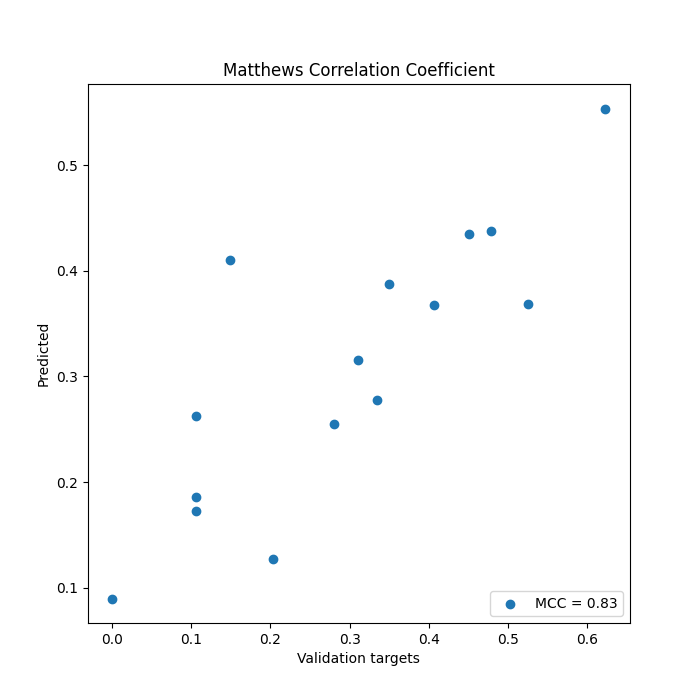 Matthews Correlation Coefficient
Predicted
0.5
0.4
0.3
0.2
0.1
MCC = 0.83
0.0 0.1 0.2 0.3 0.4 0.5 0.6
Validation targets